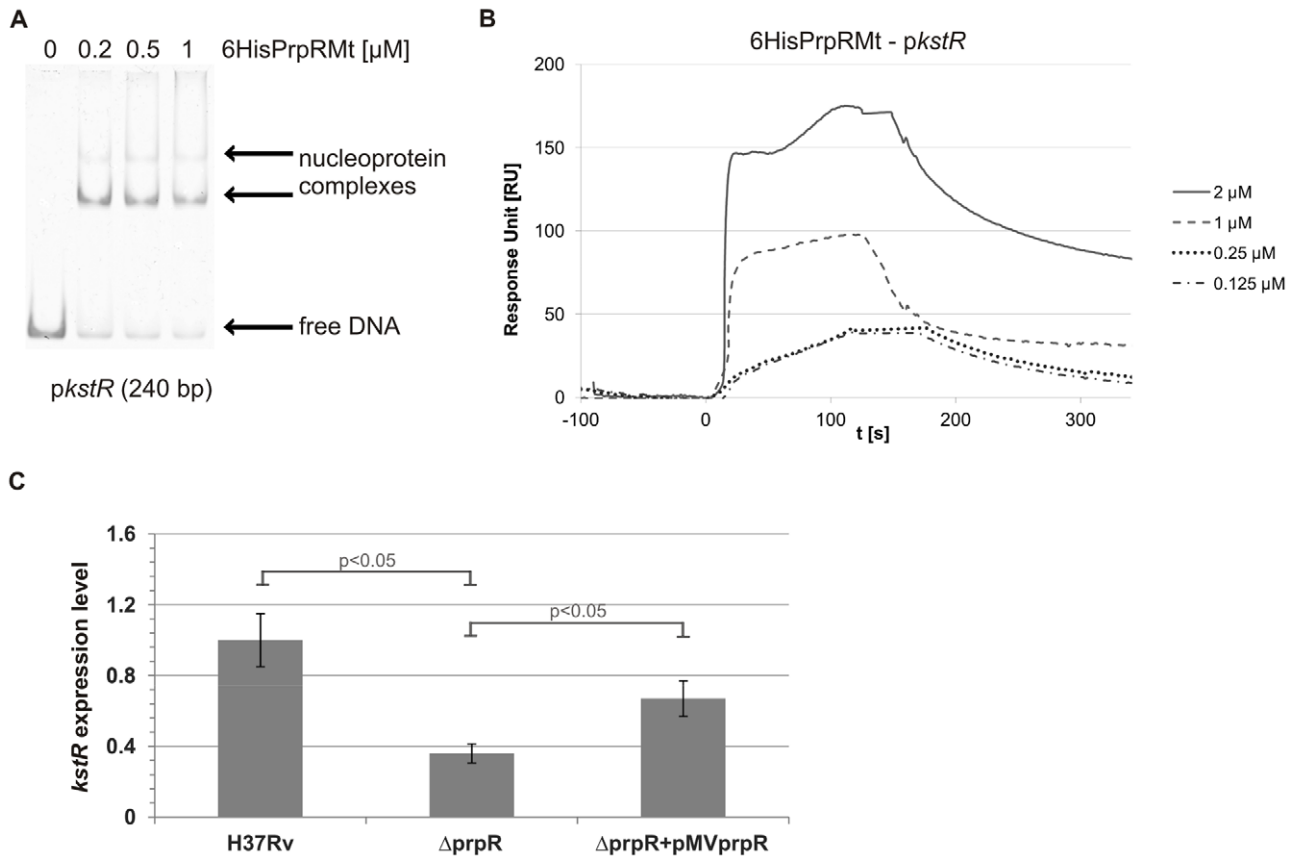 A
0 0.2 0.5 1 6HisPrpRMt [µM]
nucleoprotein
complexes
free DNA
pkstR (240 bp)
B
6HisPrpRMt - pkstR
Response Unit [RU]
200
150
100
50
0
-100 0 100 200 300
t [s]
2 µM
1 µM
0.25 µM
0.125 µM
C
kstR expression level
1.6
1.2
0.8
0.4
0
p<0.05
p<0.05
H37Rv ΔprpR ΔprpR+pMVprpR